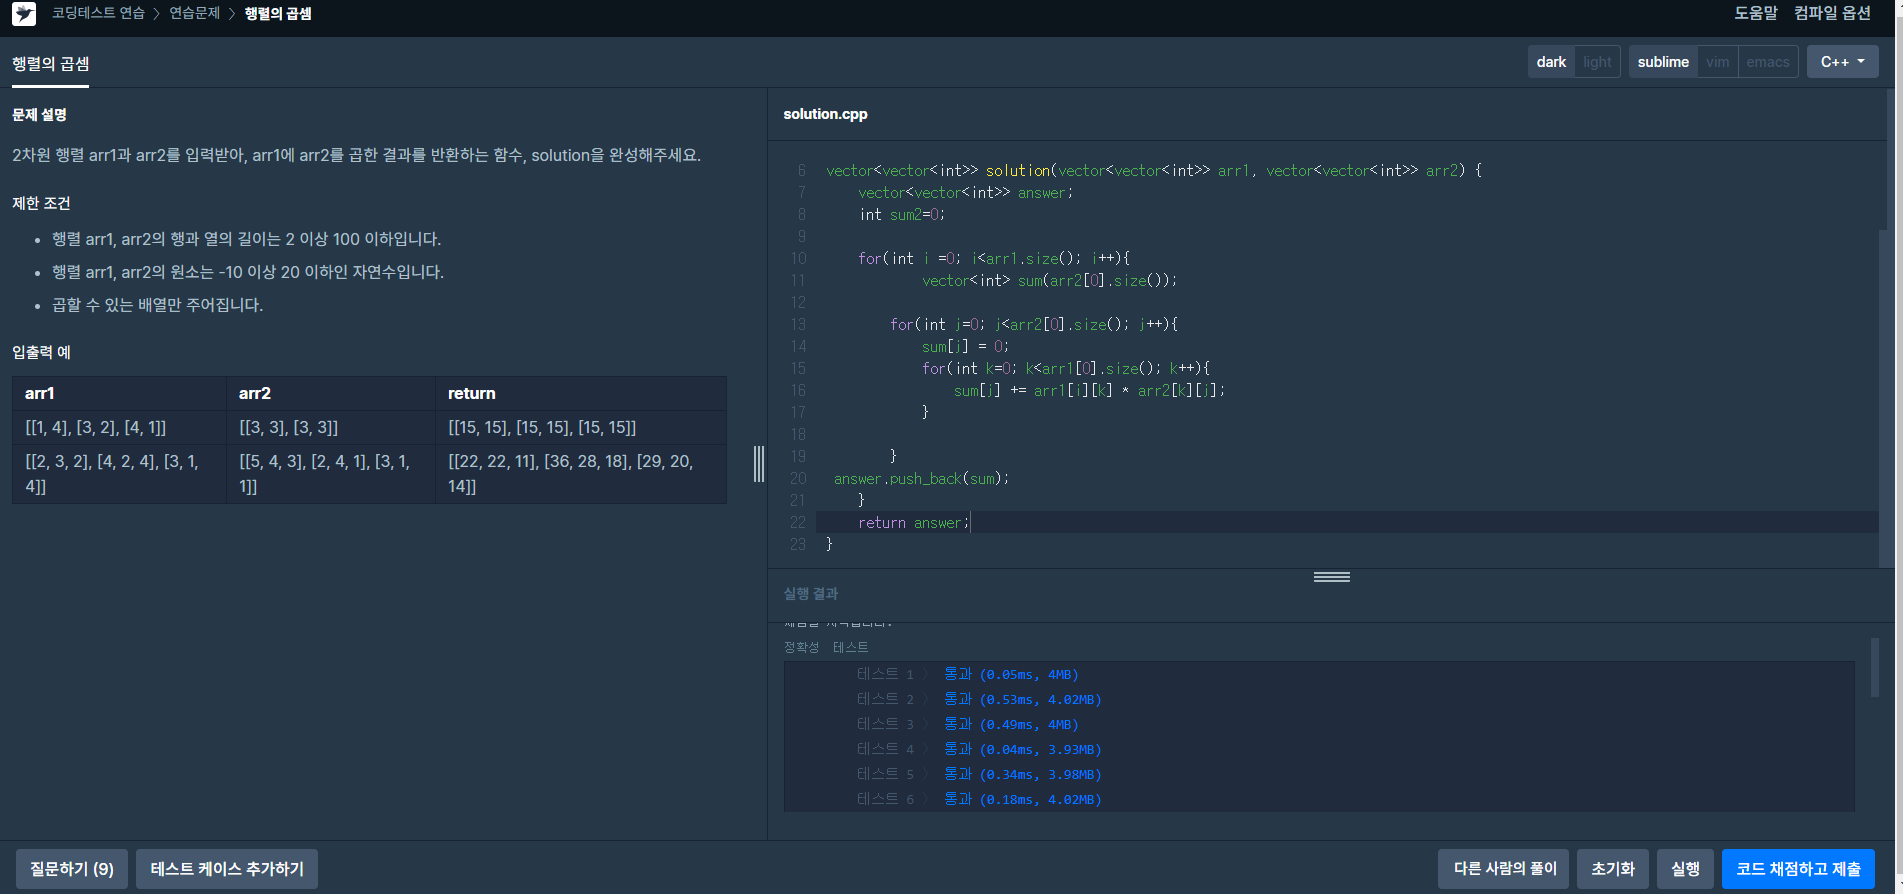 코딩테스트 연습 > 연습문제 > 행렬의 곱셈
도움말 컴파일 옵션
행렬의 곱셈
dark light sublime vim emacs C++
문제 설명
2차원 행렬 arr1과 arr2를 입력받아, arr1에 arr2를 곱한 결과를 반환하는 함수, solution을 완성해주세요.
제한 조건
• 행렬 arr1, arr2의 행과 열의 길이는 2 이상 100 이하입니다.
• 행렬 arr1, arr2의 원소는 -10 이상 20 이하인 자연수입니다.
• 곱할 수 있는 배열만 주어집니다.
입출력 예
arr1 arr2 return
[[1, 4], [3, 2], [4, 1]] [[3, 3], [3, 3]] [[15, 15], [15, 15], [15, 15]]
[[2, 3, 2], [4, 2, 4], [3, 1, [[5, 4, 3], [2, 4, 1], [3, 1, [[22, 22, 11], [36, 28, 18], [29, 20,
4]] 1]] 14]]
solution.cpp
6 vector<vector<int>> solution(vector<vector<int>> arr1, vector<vector<int>> arr2) {
7 vector<vector<int>> answer;
8 int sum2=0;
9
10 for(int i =0; i<arr1.size(); i++){
11 vector<int> sum(arr2[0].size());
12
13 for(int j=0; j<arr2[0].size(); j++){
14 sum[j] = 0;
15 for(int k=0; k<arr1[0].size(); k++){
16 sum[j] += arr1[i][k] * arr2[k][j];
17 }
18
19 }
20 answer.push_back(sum);
21 }
22 return answer;
23 }
실행 결과
정확성 테스트
테스트 1 > 통과 (0.05ms, 4MB)
테스트 2 > 통과 (0.53ms, 4.02MB)
테스트 3 > 통과 (0.49ms, 4MB)
테스트 4 > 통과 (0.04ms, 3.93MB)
테스트 5 > 통과 (0.34ms, 3.98MB)
테스트 6 > 통과 (0.18ms, 4.02MB)
질문하기 (9) 테스트 케이스 추가하기
다른 사람의 풀이 초기화 실행 코드 채점하고 제출